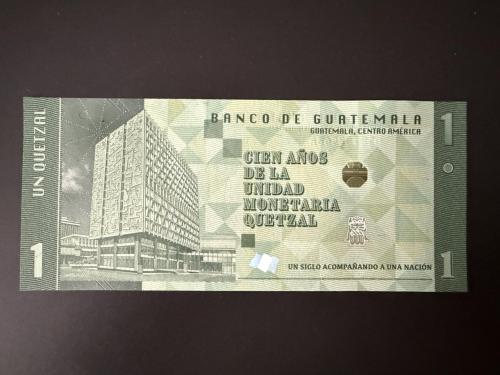 BANCO DE GUATEMALA
GUATEMALA, CENTRO AMÉRICA
1
UN QUETZAL
CIEN AÑOS
DE LA
UNIDAD
MONETARIA
QUETZAL
1
1
UN SIGLO ACOMPAÑANDO A UNA NACIÓN